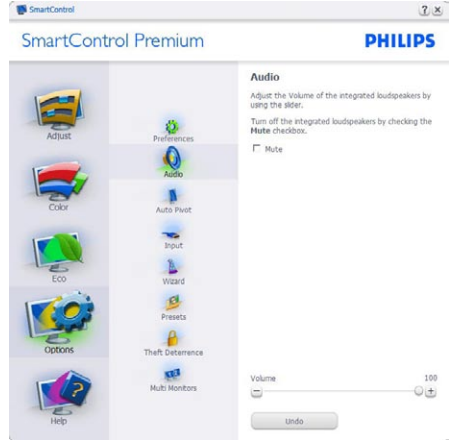 SmartControl
SmartControl Premium
PHILIPS
Adjust
Color
Eco
Options
Help
Preferences
Audio
Auto Pivot
Input
Wizard
Presets
Theft Deterrence
Multi Monitors
Audio
Adjust the Volume of the integrated loudspeakers by
using the slider.
Turn off the integrated loudspeakers by checking the
Mute checkbox.
Mute
Volume 100
Undo